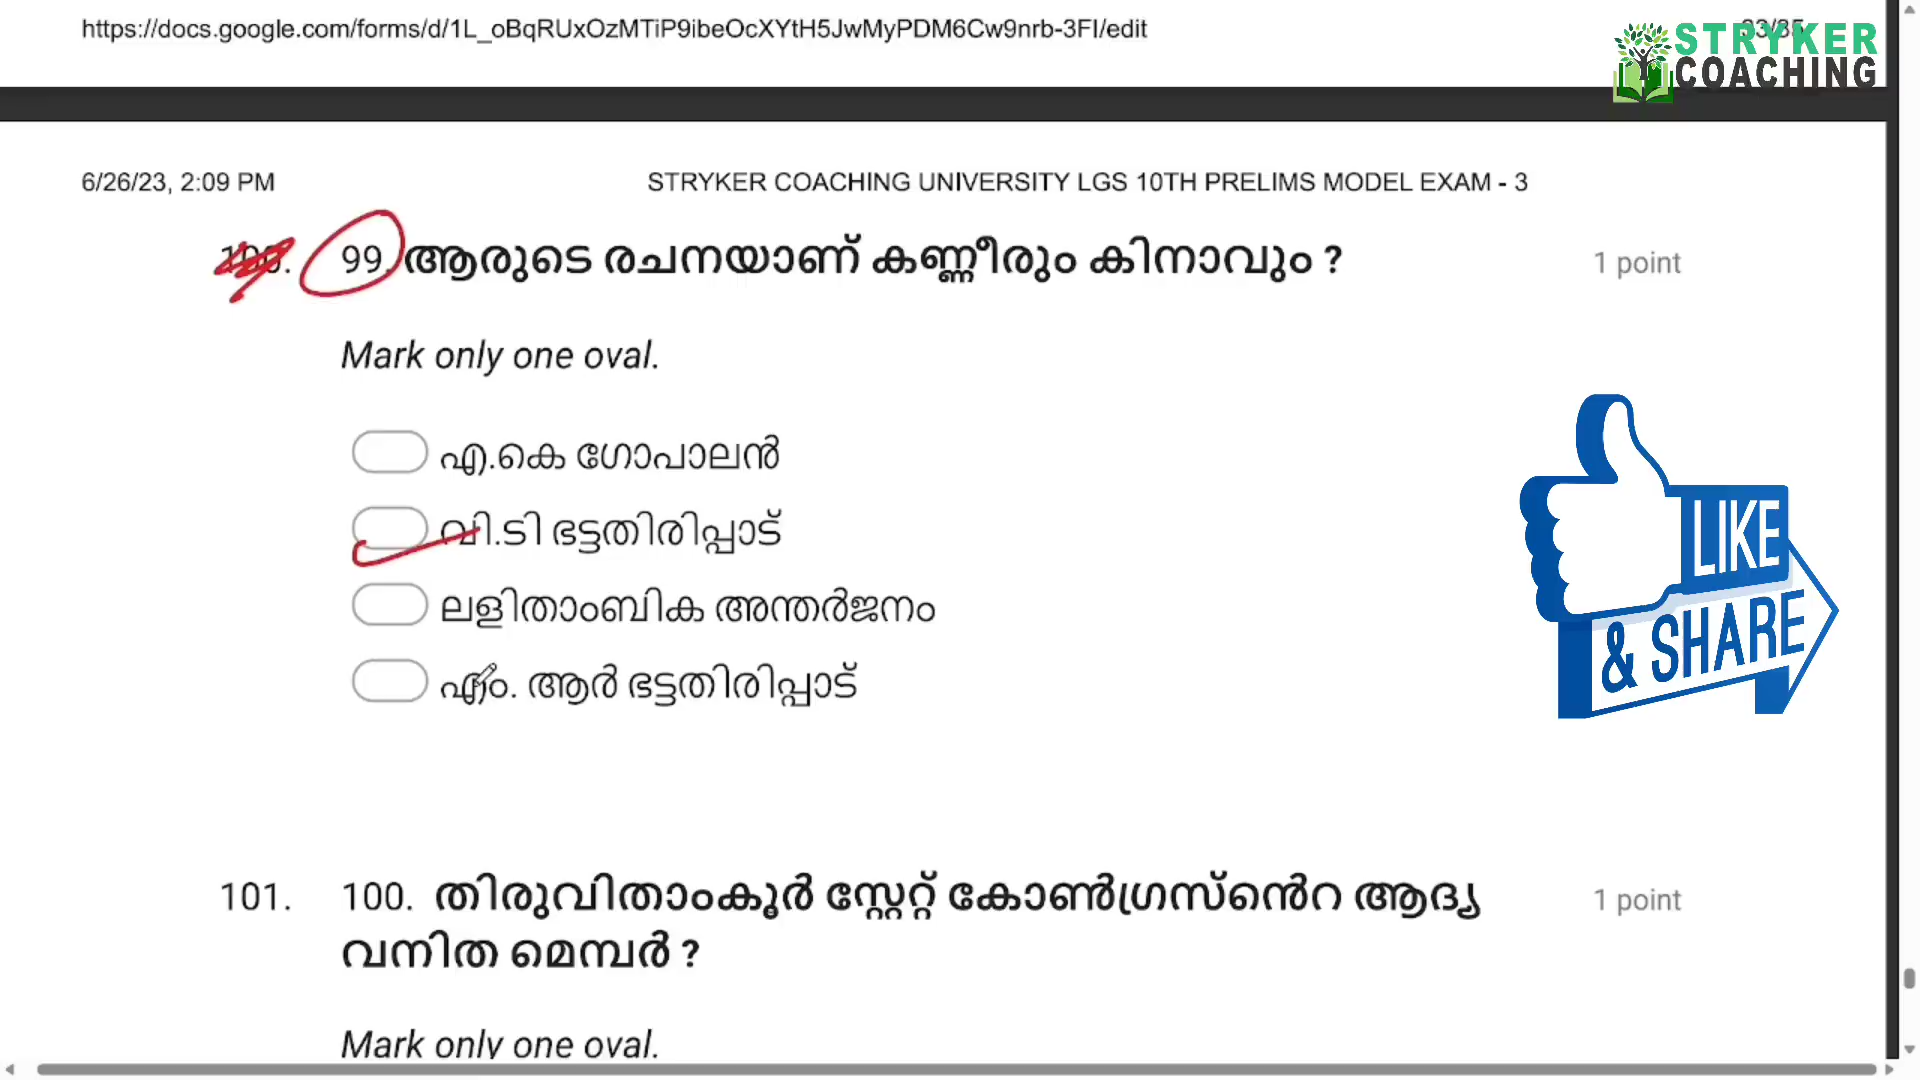 https://docs.google.com/forms/d/1L_oBqRUxOzMTiP9ibeOcXYtH5JwMyPDM6Cw9nrb-3FI/edit
33/35
STRYKER
COACHING
6/26/23, 2:09 PM
STRYKER COACHING UNIVERSITY LGS 10TH PRELIMS MODEL EXAM - 3
100. 99. ആരുടെ രചനയാണ് കണ്ണീരും കിനാവും ?
1 point
Mark only one oval.
എ.കെ ഗോപാലൻ
വി.ടി ഭട്ടതിരിപ്പാട്
ലളിതാംബിക അന്തർജനം
എം. ആർ ഭട്ടതിരിപ്പാട്
LIKE
& SHARE
101. 100. തിരുവിതാംകൂർ സ്റ്റേറ്റ് കോൺഗ്രസ്ൻെറ ആദ്യ
1 point
വനിത മെമ്പർ ?
Mark only one oval.